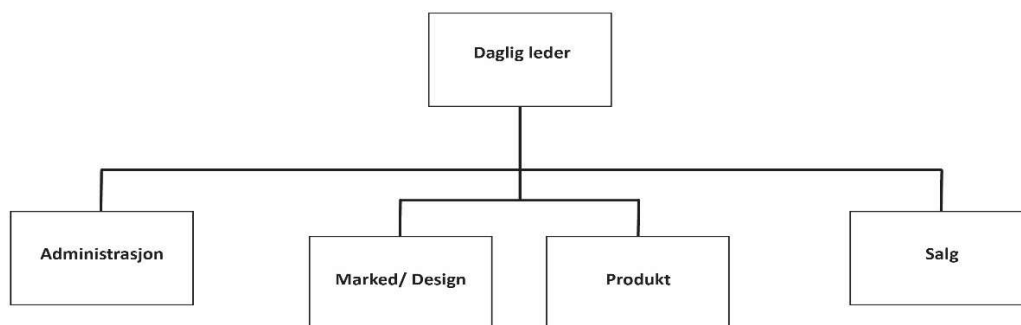 Daglig leder
Administrasjon
Marked/ Design
Produkt
Salg